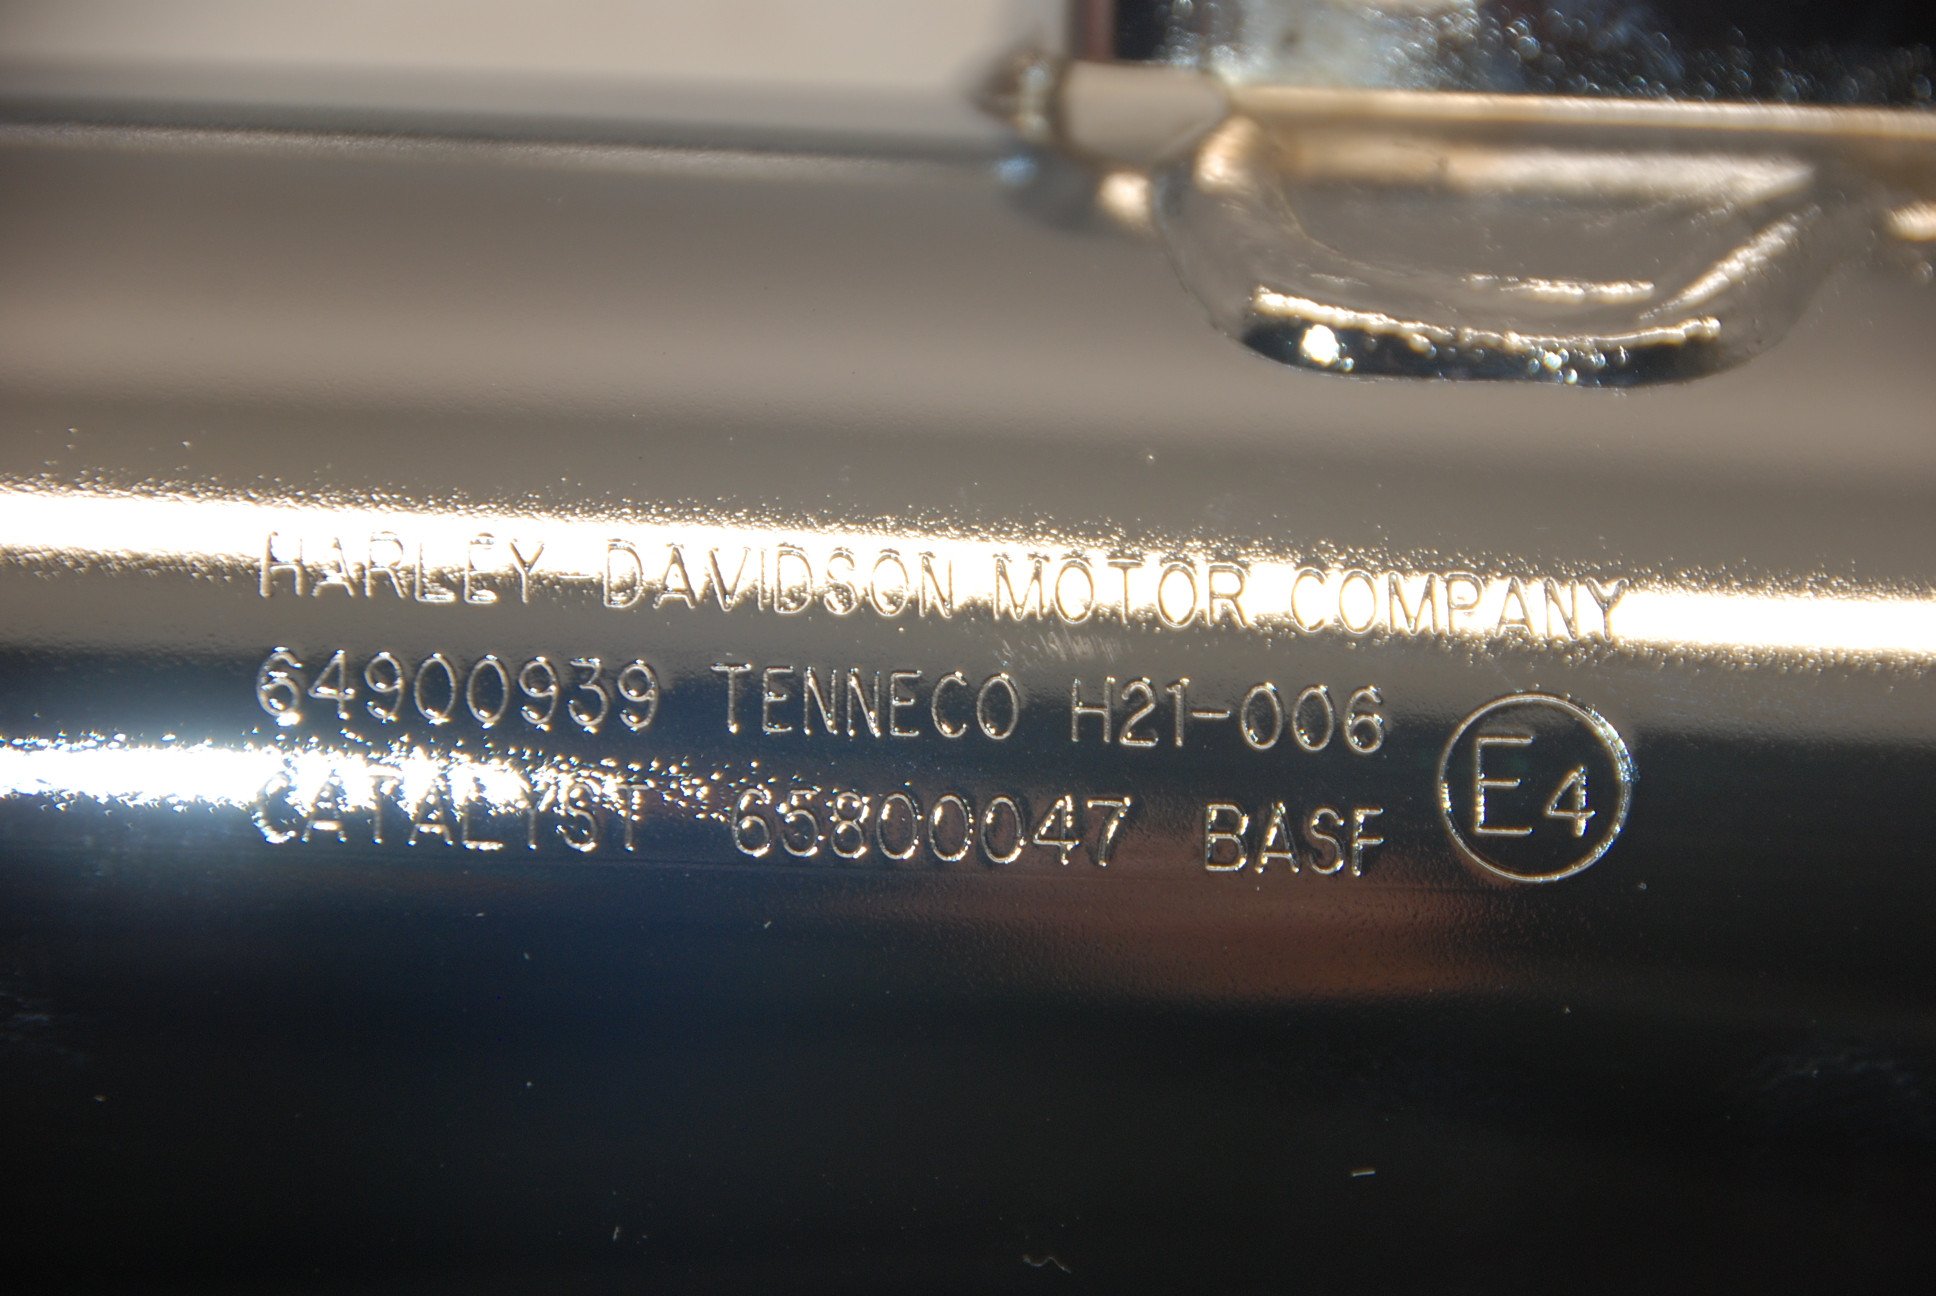 HARLEY-DAVIDSON MOTOR COMPANY
64900939 TENNECO H21-006
CATALYST 65800047 BASF
E4